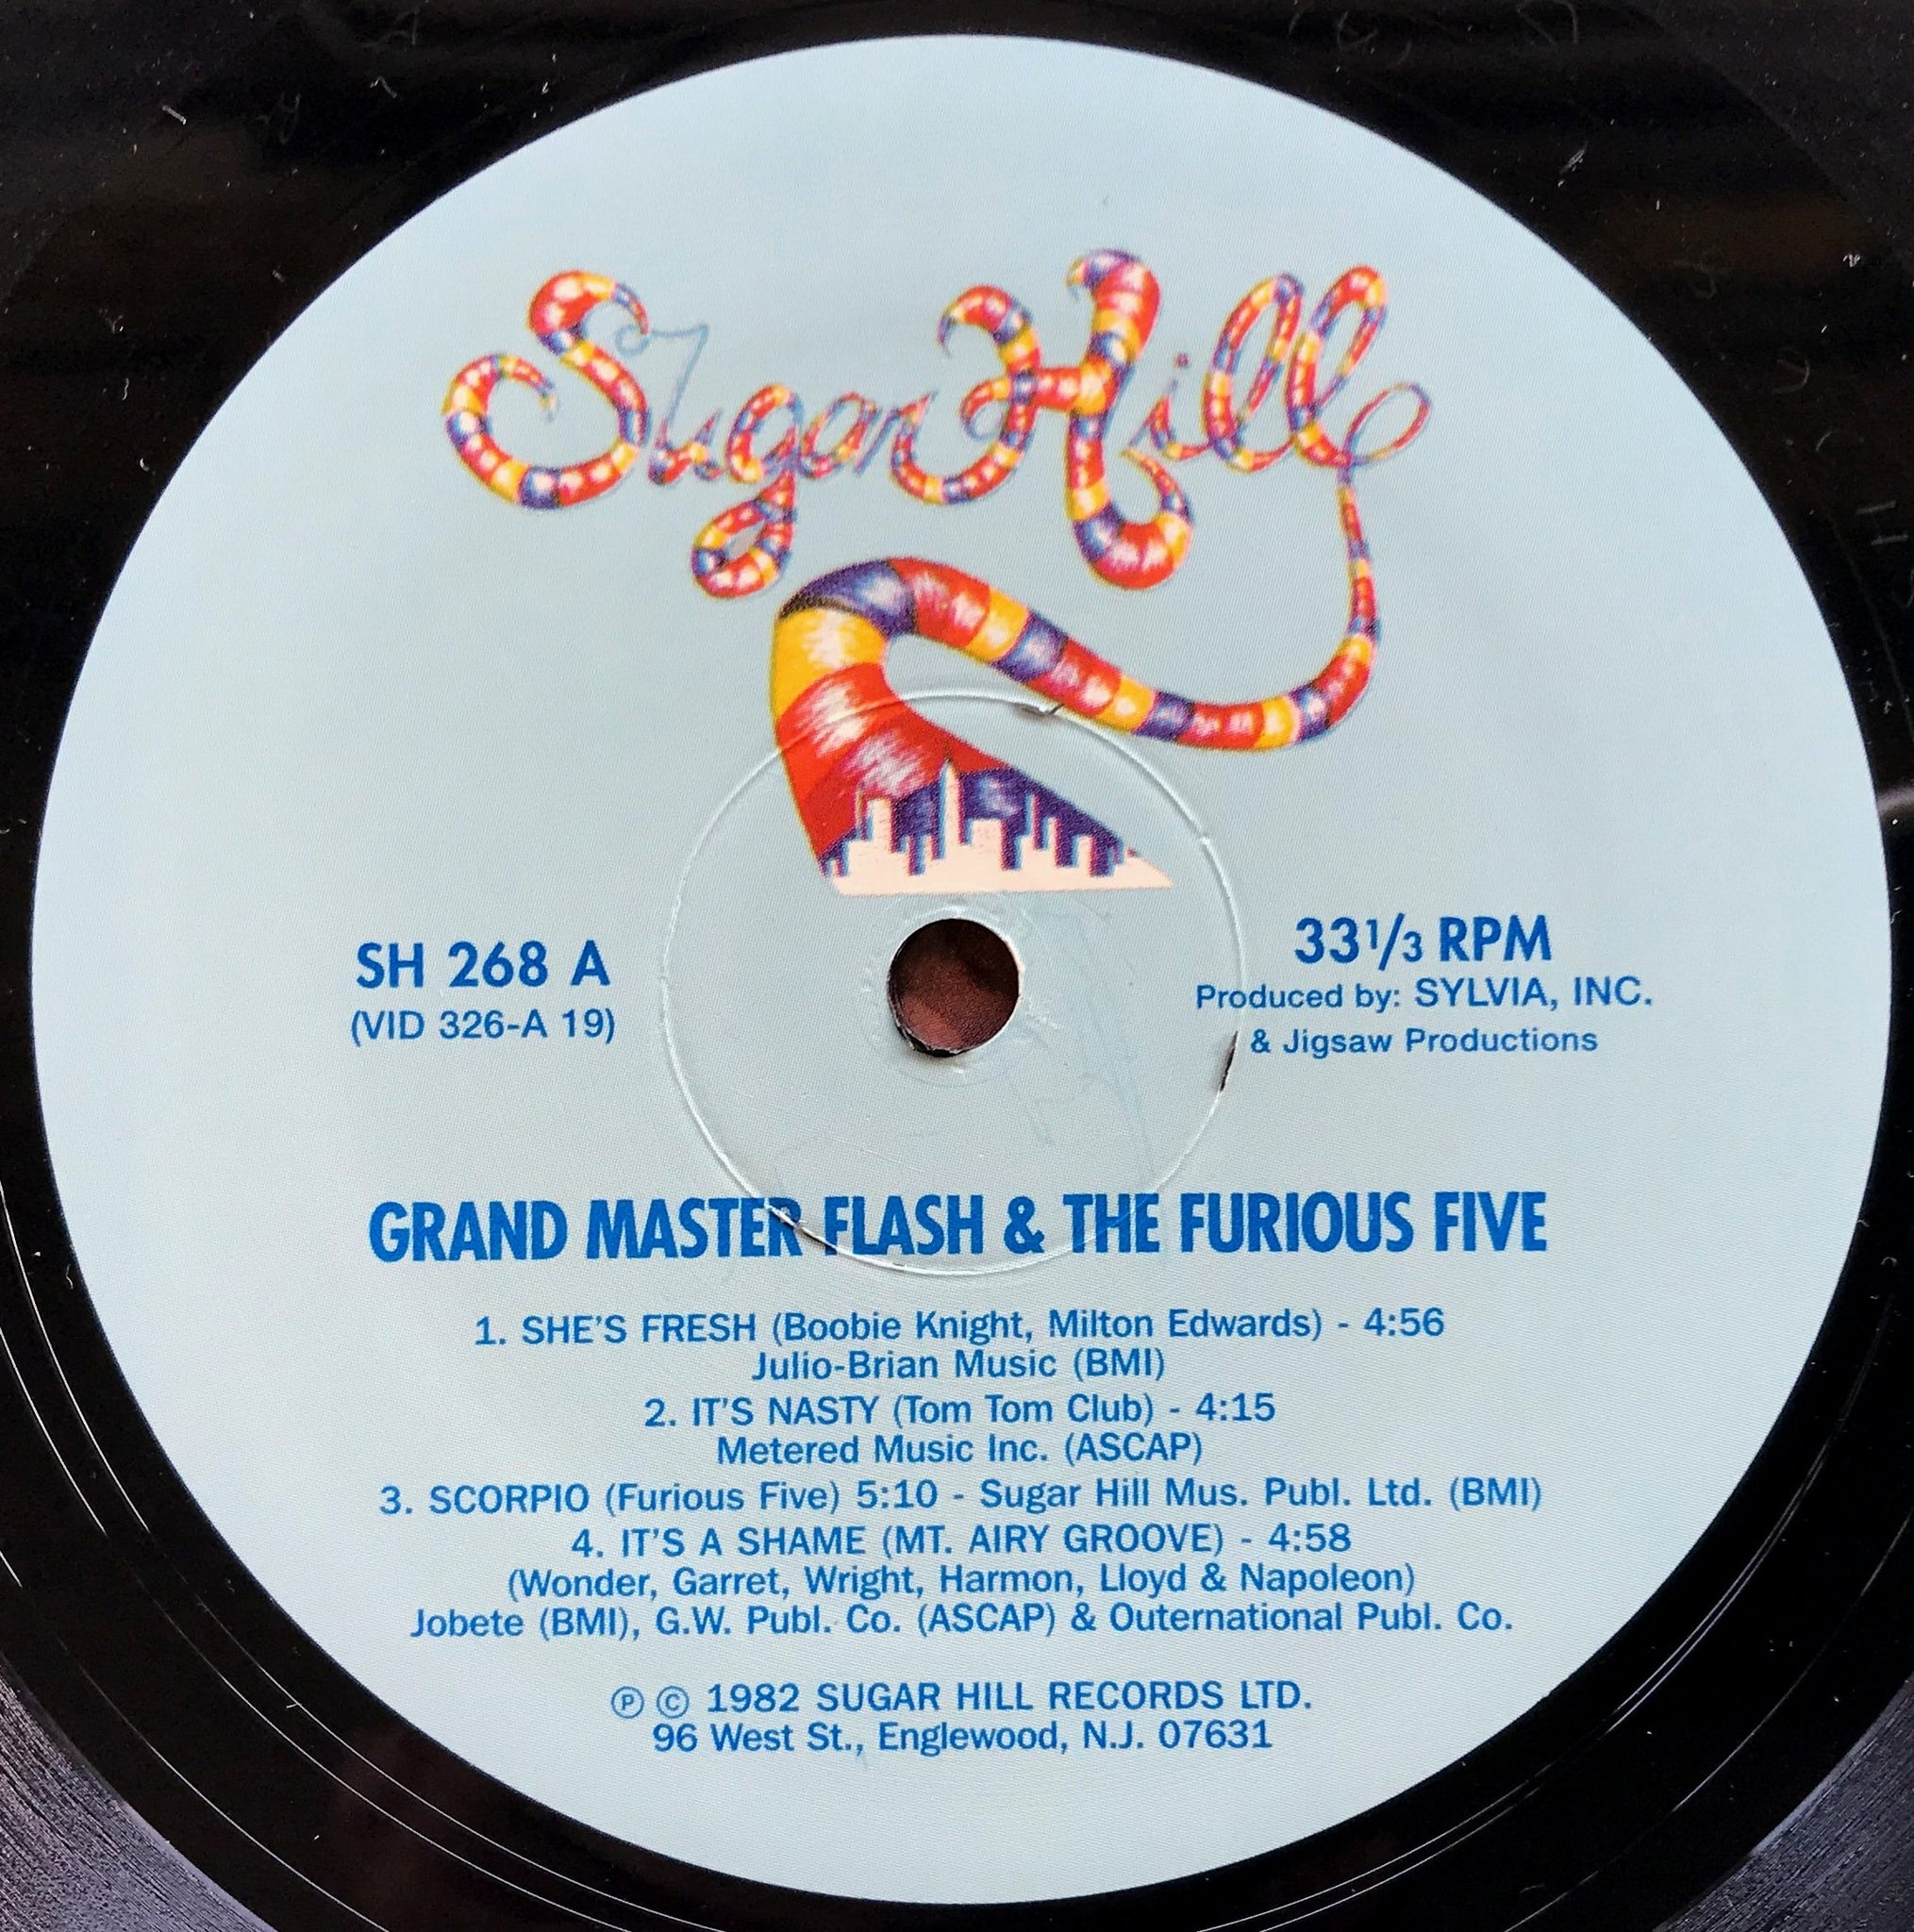 Sugar Hill
SH 268 A
(VID 326-A 19)
33 1/3 RPM
Produced by: SYLVIA, INC.
& Jigsaw Productions
GRAND MASTER FLASH & THE FURIOUS FIVE
1. SHE'S FRESH (Boobie Knight, Milton Edwards) - 4:56
Julio-Brian Music (BMI)
2. IT'S NASTY (Tom Tom Club) - 4:15
Metered Music Inc. (ASCAP)
3. SCORPIO (Furious Five) 5:10 - Sugar Hill Mus. Publ. Ltd. (BMI)
4. IT'S A SHAME (MT. AIRY GROOVE) - 4:58
(Wonder, Garret, Wright, Harmon, Lloyd & Napoleon)
Jobete (BMI), G.W. Publ. Co. (ASCAP) & Outernational Publ. Co.
Ⓟ © 1982 SUGAR HILL RECORDS LTD.
96 West St., Englewood, N.J. 07631